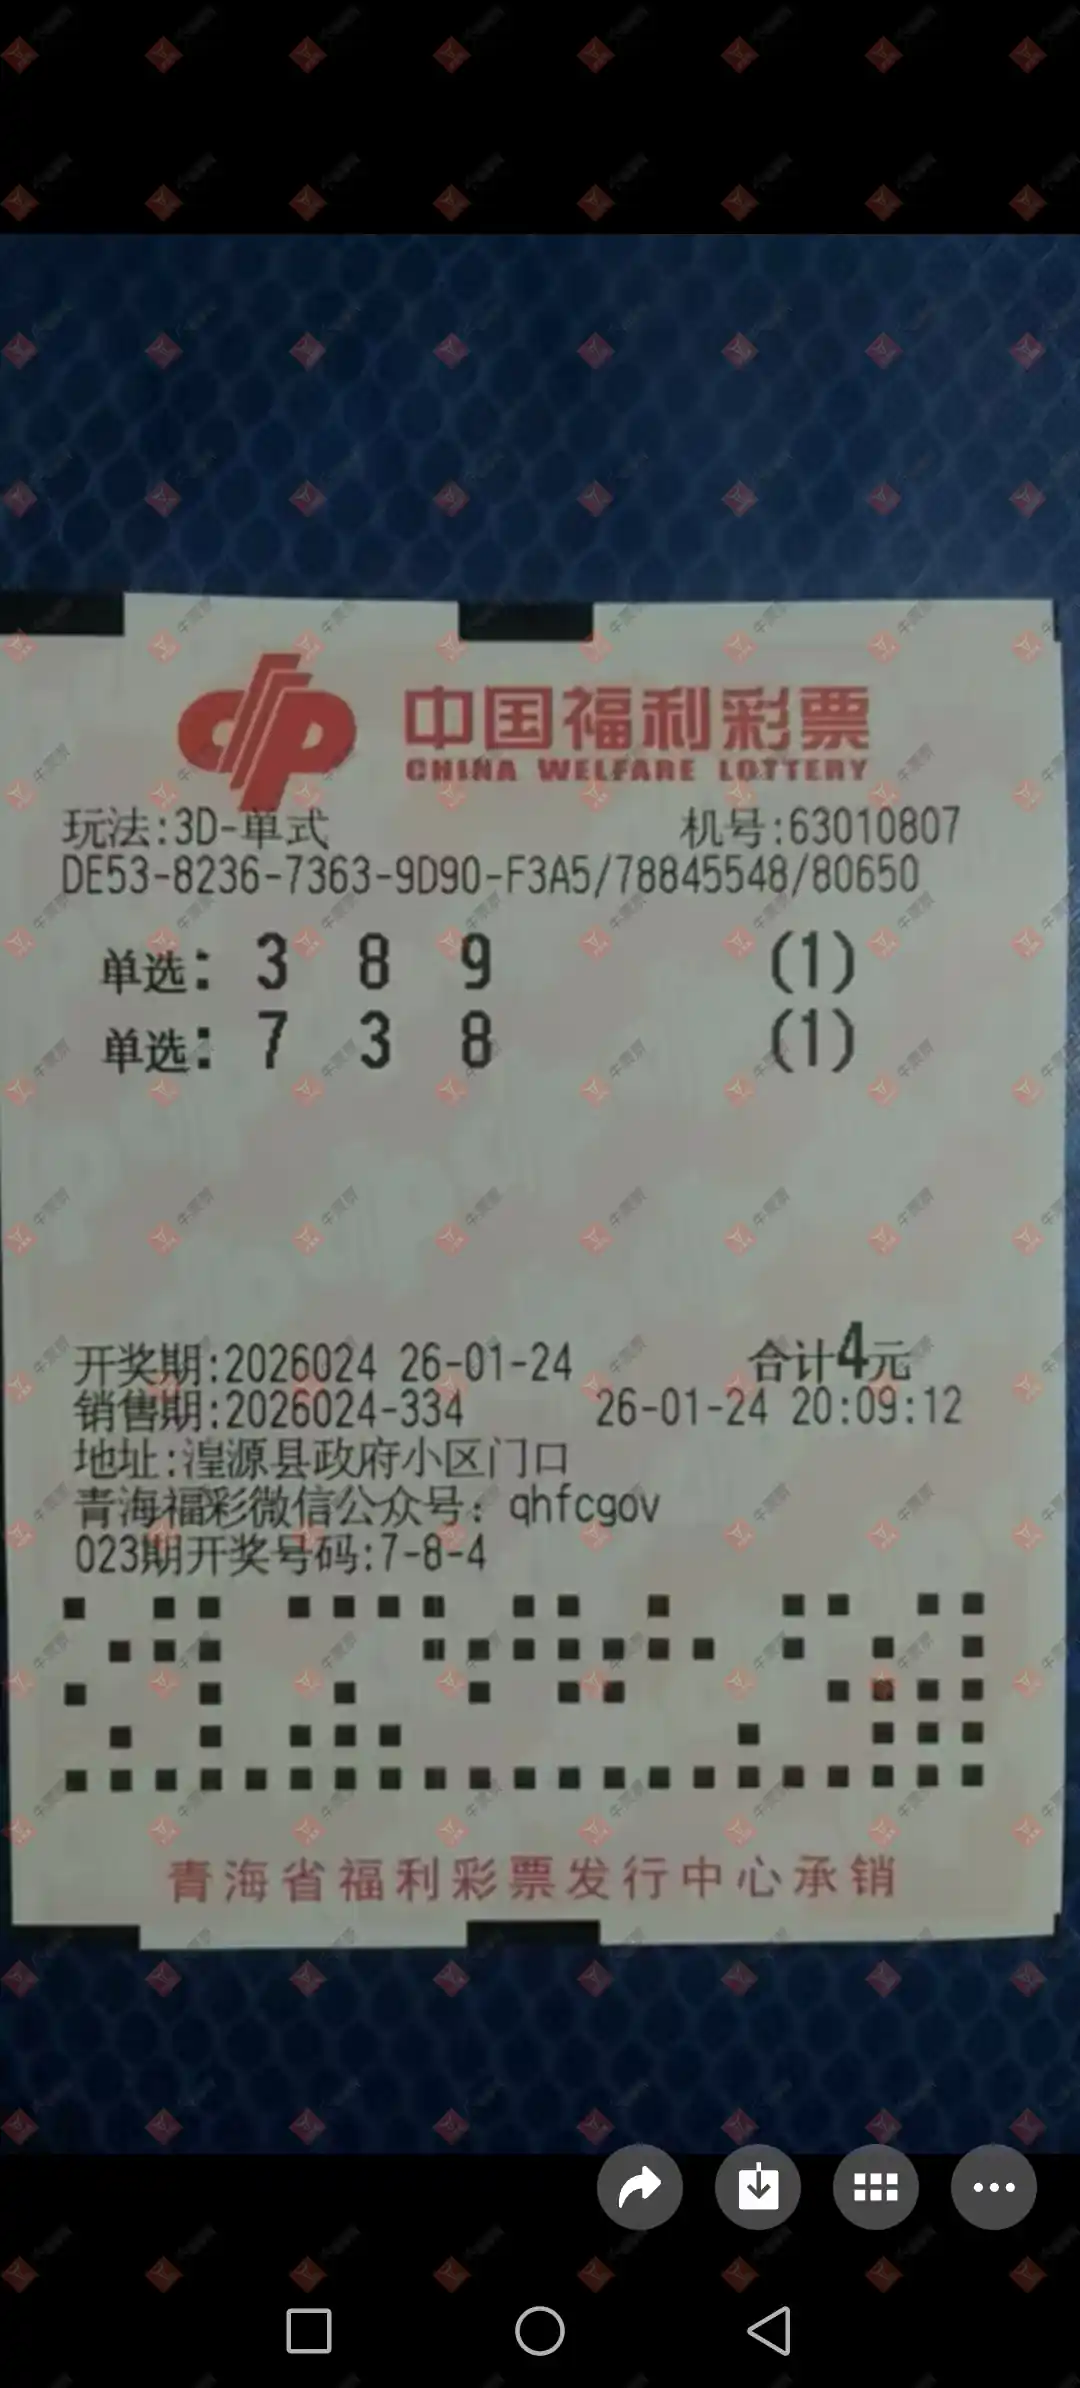 中国福利彩票
CHINA WELFARE LOTTERY
玩法:3D-单式 机号:63010807
DE53-8236-7363-9D90-F3A5/78845548/80650
单选: 3 8 9 (1)
单选: 7 3 8 (1)
开奖期:2026024 26-01-24 合计4元
销售期:2026024-334 26-01-24 20:09:12
地址:湟源县政府小区门口
青海福彩微信公众号: qhfcgov
023期开奖号码:7-8-4
青海省福利彩票发行中心承销